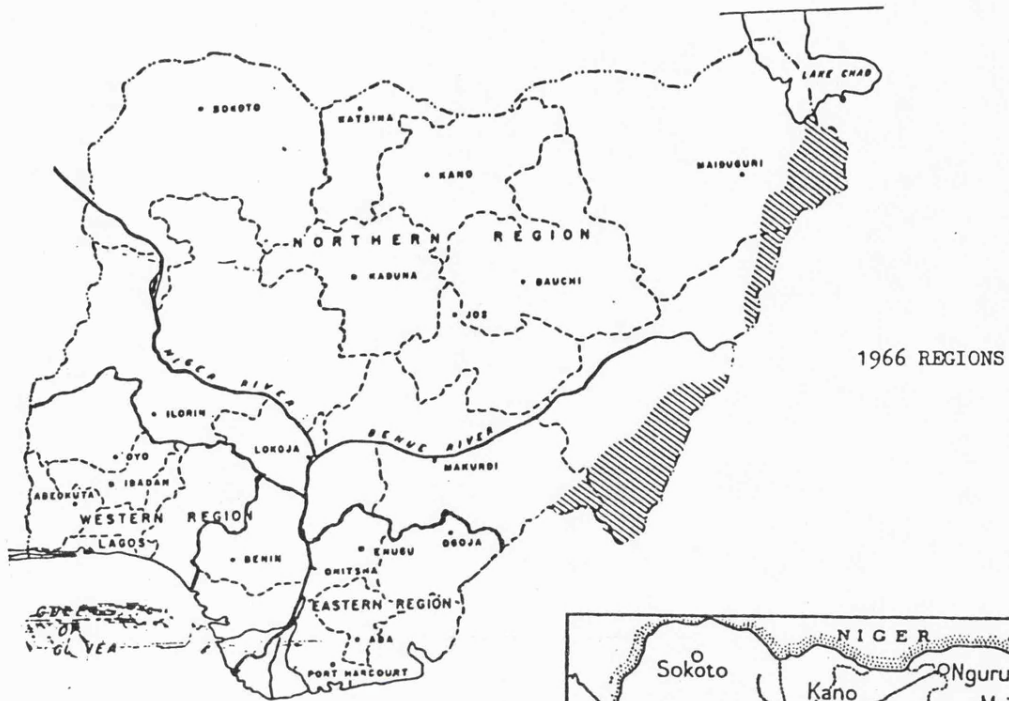 LAKE CHAD
SOKOTO
KATSINA
KANO
MAIDUGURI
NORTHERN REGION
KADUNA
BAUCHI
JOS
1966 REGIONS
NIGER RIVER
ILORIN
BENUE RIVER
LOKOJA
OYO
MAKURDI
IBADAN
ABEOKUTA
WESTERN REGION
LAGOS
ENUGU
OGOJA
BENIN
ONITSHA
EASTERN REGION
OF
ABA
PORT HARCOURT
NIGER
Sokoto
Nguru
Kano